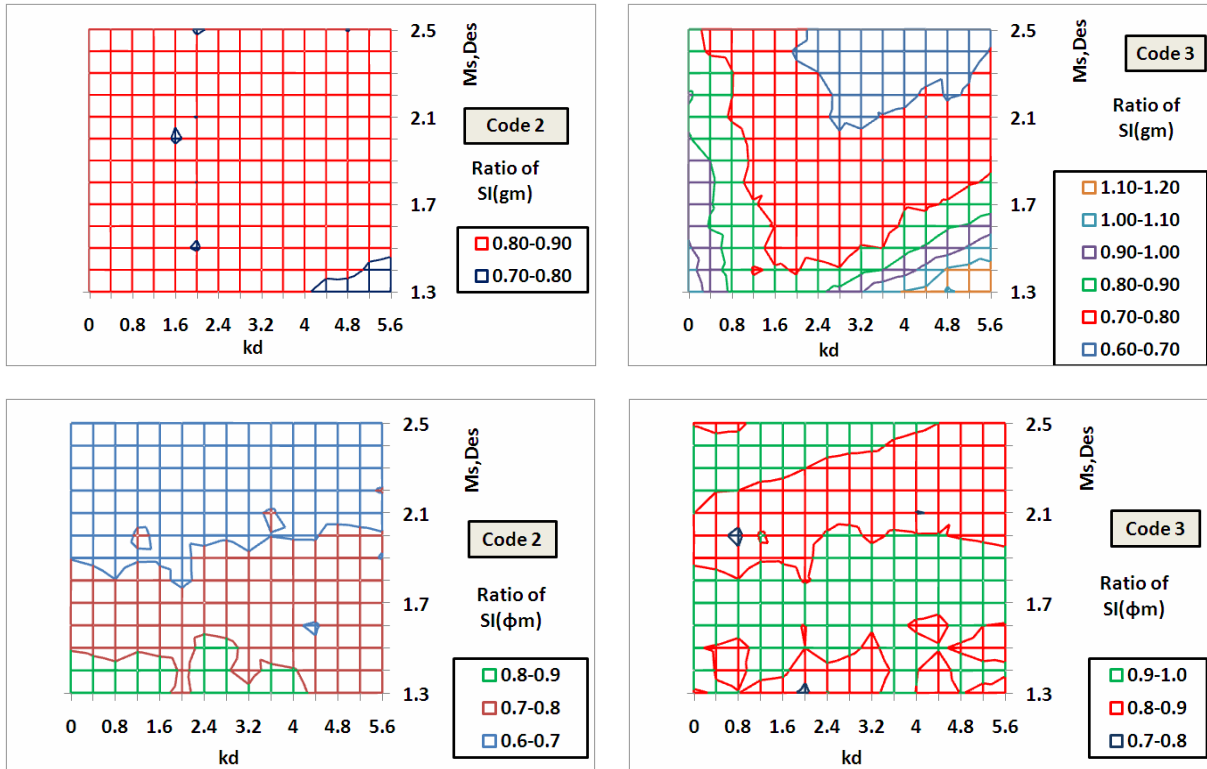 2.5
2.1
1.7
1.3
Ms,Des
Code 2
Ratio of
SI(gm)
0.80-0.90
0.70-0.80
0 0.8 1.6 2.4 3.2 4 4.8 5.6
kd
2.5
2.1
1.7
1.3
Ms,Des
Code 3
Ratio of
SI(gm)
1.10-1.20
1.00-1.10
0.90-1.00
0.80-0.90
0.70-0.80
0.60-0.70
0 0.8 1.6 2.4 3.2 4 4.8 5.6
kd
2.5
2.1
1.7
1.3
Ms,Des
Code 2
Ratio of
SI(ϕm)
0.8-0.9
0.7-0.8
0.6-0.7
0 0.8 1.6 2.4 3.2 4 4.8 5.6
kd
2.5
2.1
1.7
1.3
Ms,Des
Code 3
Ratio of
SI(ϕm)
0.9-1.0
0.8-0.9
0.7-0.8
0 0.8 1.6 2.4 3.2 4 4.8 5.6
kd